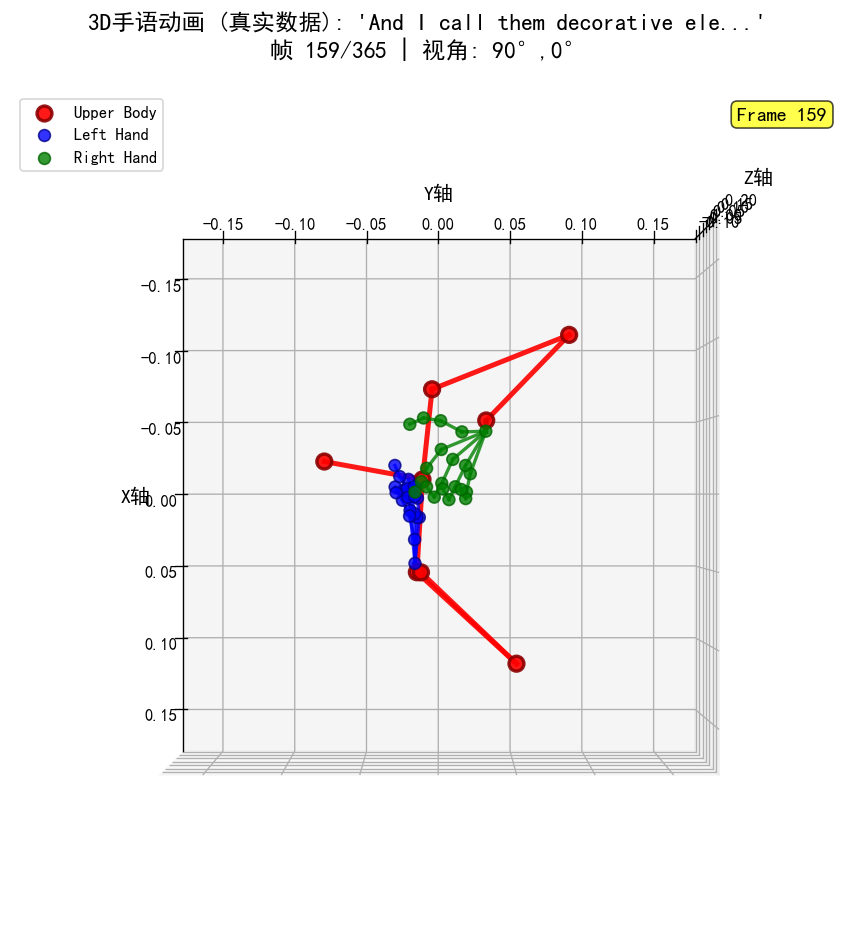 3D手语动画 (真实数据): 'And I call them decorative ele...'
帧 159/365 | 视角: 90°,0°
Upper Body
Left Hand
Right Hand
Frame 159
Z轴
Y轴
-0.15 -0.10 -0.05 0.00 0.05 0.10 0.15
-0.15
-0.10
-0.05
X轴
0.00
0.05
0.10
0.15